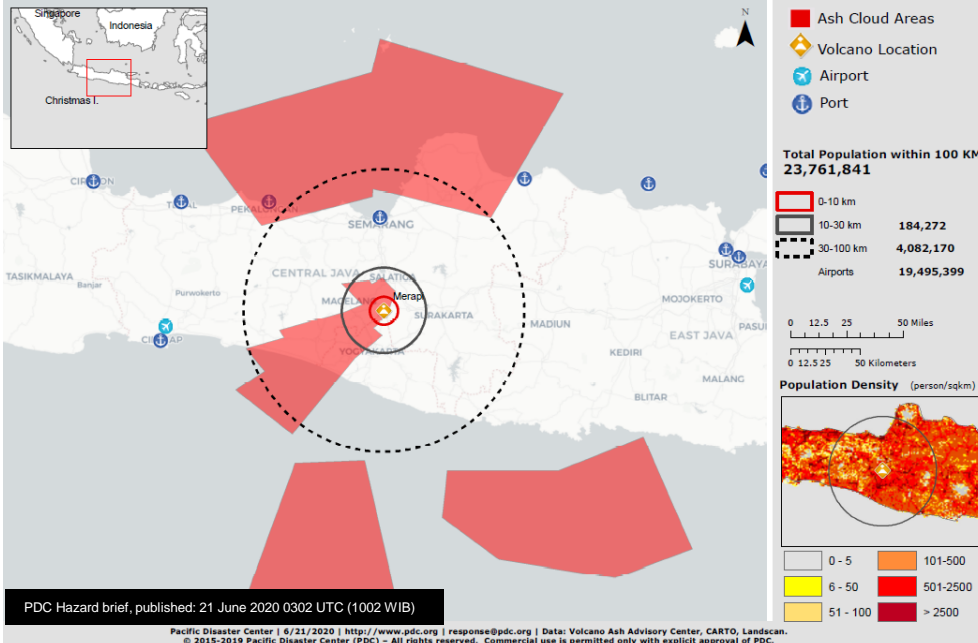 Singapore
Indonesia
Christmas I.
N
Ash Cloud Areas
Volcano Location
Airport
Port
Total Population within 100 KM
23,761,841
0-10 km
10-30 km 184,272
30-100 km 4,082,170
Airports 19,495,399
0 12.5 25 50 Miles
0 12.5 25 50 Kilometers
Population Density (person/sqkm)
0 - 5 101-500
6 - 50 501-2500
51 - 100 > 2500
PEKALONGAN
SEMARANG
CENTRAL JAVA
SALATIGA
TASIKMALAYA
Banjar
Purwokerto
MAGELANG
Merapi
SURAKARTA
SURABAYA
MOJOKERTO
MADIUN
EAST JAVA
PASU
CILACAP
YOGYAKARTA
KEDIRI
MALANG
BLITAR
PDC Hazard brief, published: 21 June 2020 0302 UTC (1002 WIB)
Pacific Disaster Center | 6/21/2020 | http://www.pdc.org | response@pdc.org | Data: Volcano Ash Advisory Center, CARTO, Landscan.
© 2015-2019 Pacific Disaster Center (PDC) – All rights reserved. Commercial use is permitted only with explicit approval of PDC.